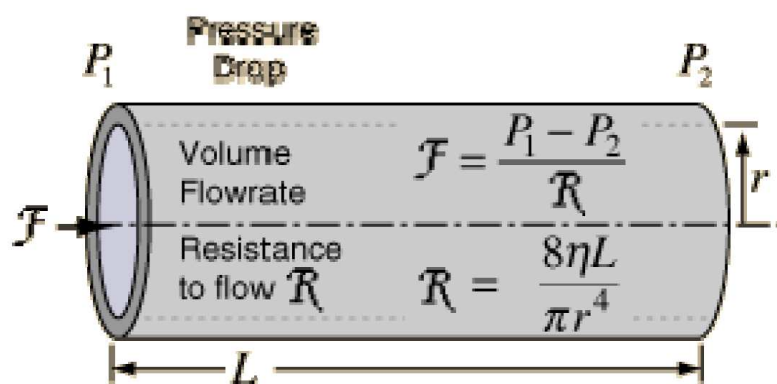 Pressure
Drop
P₁
P₂
Volume
Flowrate
ℱ = (P₁ − P₂) / ℛ
r
ℱ
Resistance
to flow ℛ
ℛ = 8ηL / πr⁴
L